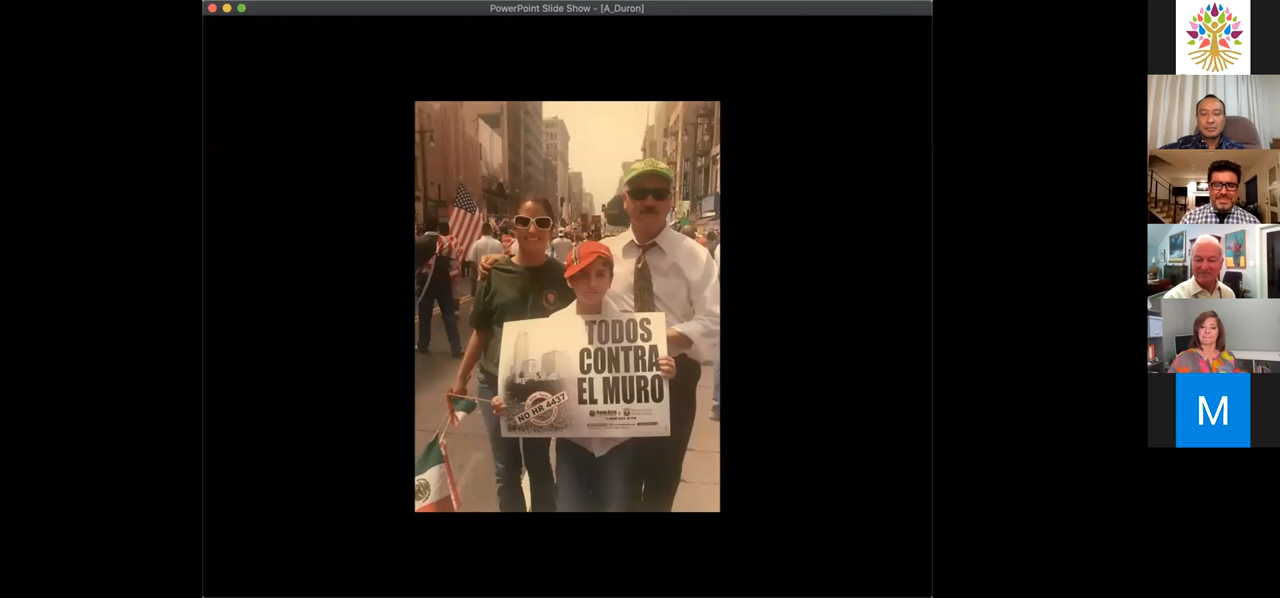 PowerPoint Slide Show - [A_Duron]
TODOS
CONTRA
EL MURO
NO HR 4437
M